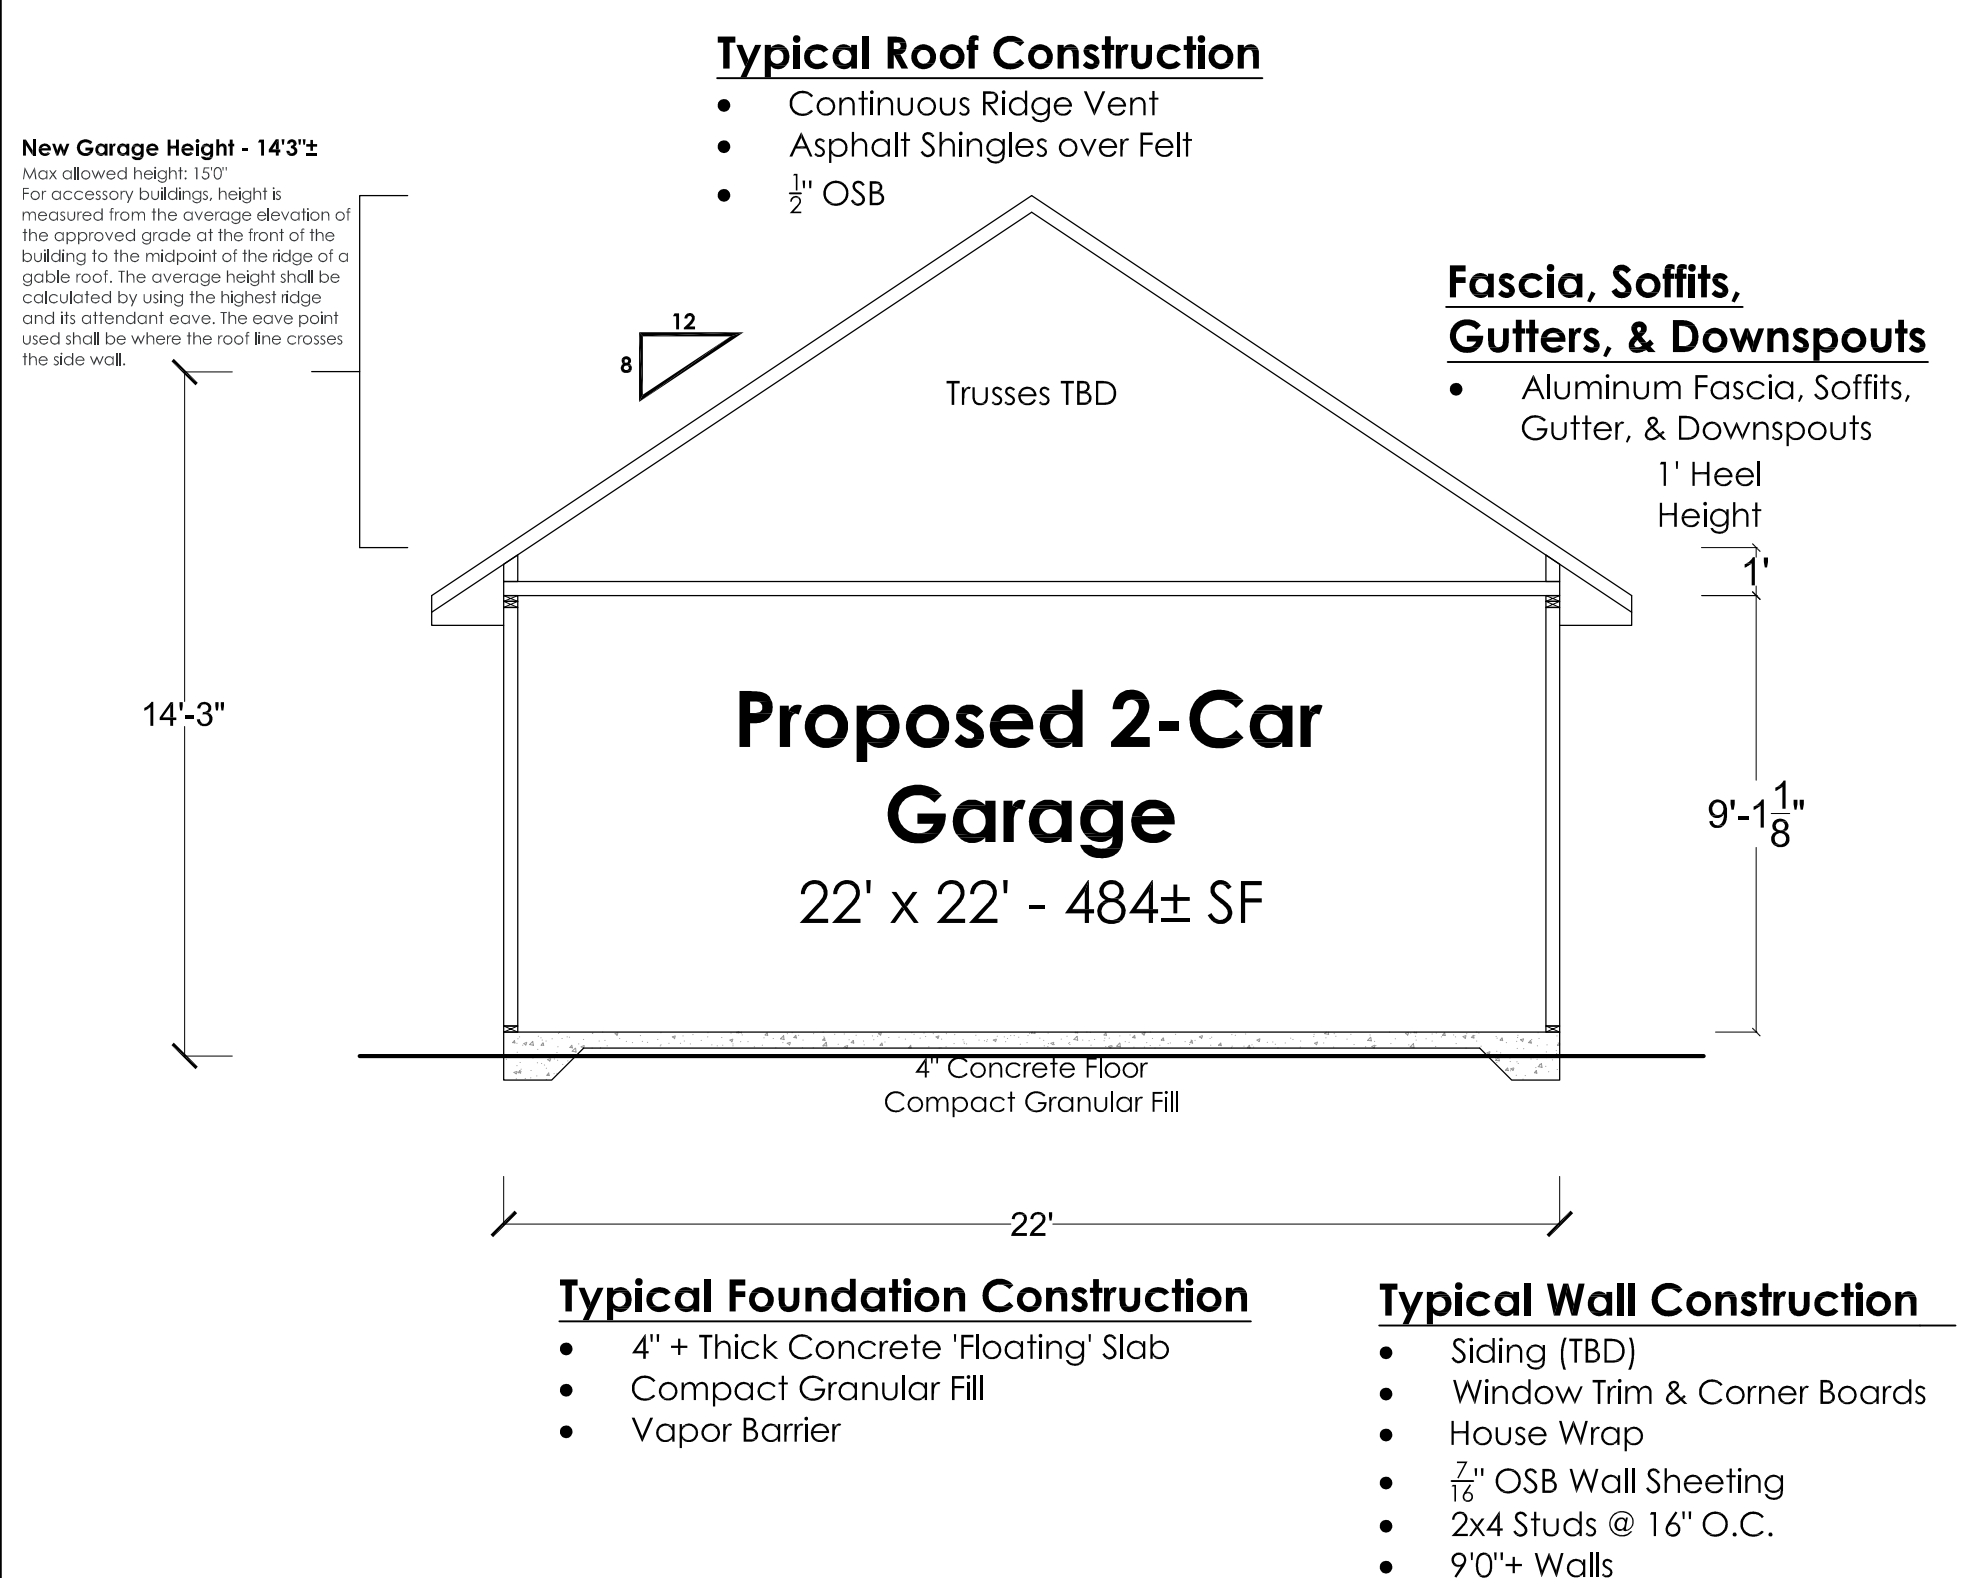 Typical Roof Construction
• Continuous Ridge Vent
• Asphalt Shingles over Felt
• 1/2" OSB
New Garage Height - 14'3"±
Max allowed height: 15'0"
For accessory buildings, height is
measured from the average elevation of
the approved grade at the front of the
building to the midpoint of the ridge of a
gable roof. The average height shall be
calculated by using the highest ridge
and its attendant eave. The eave point
used shall be where the roof line crosses
the side wall.
12
8
Trusses TBD
Fascia, Soffits,
Gutters, & Downspouts
• Aluminum Fascia, Soffits,
Gutter, & Downspouts
1' Heel
Height
1'
14'-3"
Proposed 2-Car
Garage
22' x 22' - 484± SF
9'-1 1/8"
4" Concrete Floor
Compact Granular Fill
22'
Typical Foundation Construction
• 4" + Thick Concrete 'Floating' Slab
• Compact Granular Fill
• Vapor Barrier
Typical Wall Construction
• Siding (TBD)
• Window Trim & Corner Boards
• House Wrap
• 7/16" OSB Wall Sheeting
• 2x4 Studs @ 16" O.C.
• 9'0"+ Walls